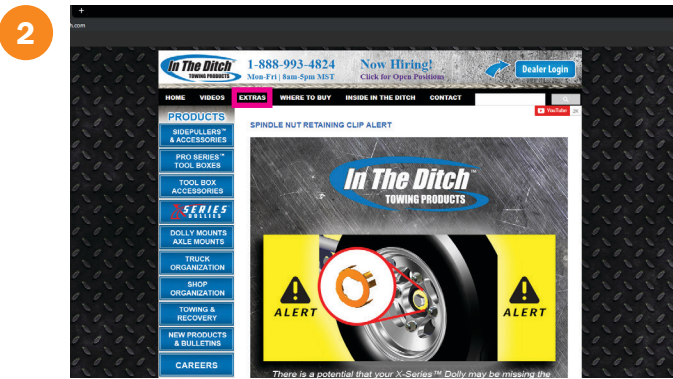 2
+
h.com
In The Ditch™
TOWING PRODUCTS
1-888-993-4824
Mon-Fri | 8am-5pm MST
Now Hiring!
Click for Open Positions
Dealer Login
HOME VIDEOS EXTRAS WHERE TO BUY INSIDE IN THE DITCH CONTACT
YouTube
PRODUCTS
SIDEPULLERS™
& ACCESSORIES
PRO SERIES™
TOOL BOXES
TOOL BOX
ACCESSORIES
X-SERIES
DOLLIES
DOLLY MOUNTS
AXLE MOUNTS
TRUCK
ORGANIZATION
SHOP
ORGANIZATION
TOWING &
RECOVERY
NEW PRODUCTS
& BULLETINS
CAREERS
SPINDLE NUT RETAINING CLIP ALERT
In The Ditch™
TOWING PRODUCTS
ALERT
ALERT
There is a potential that your X-Series™ Dolly may be missing the